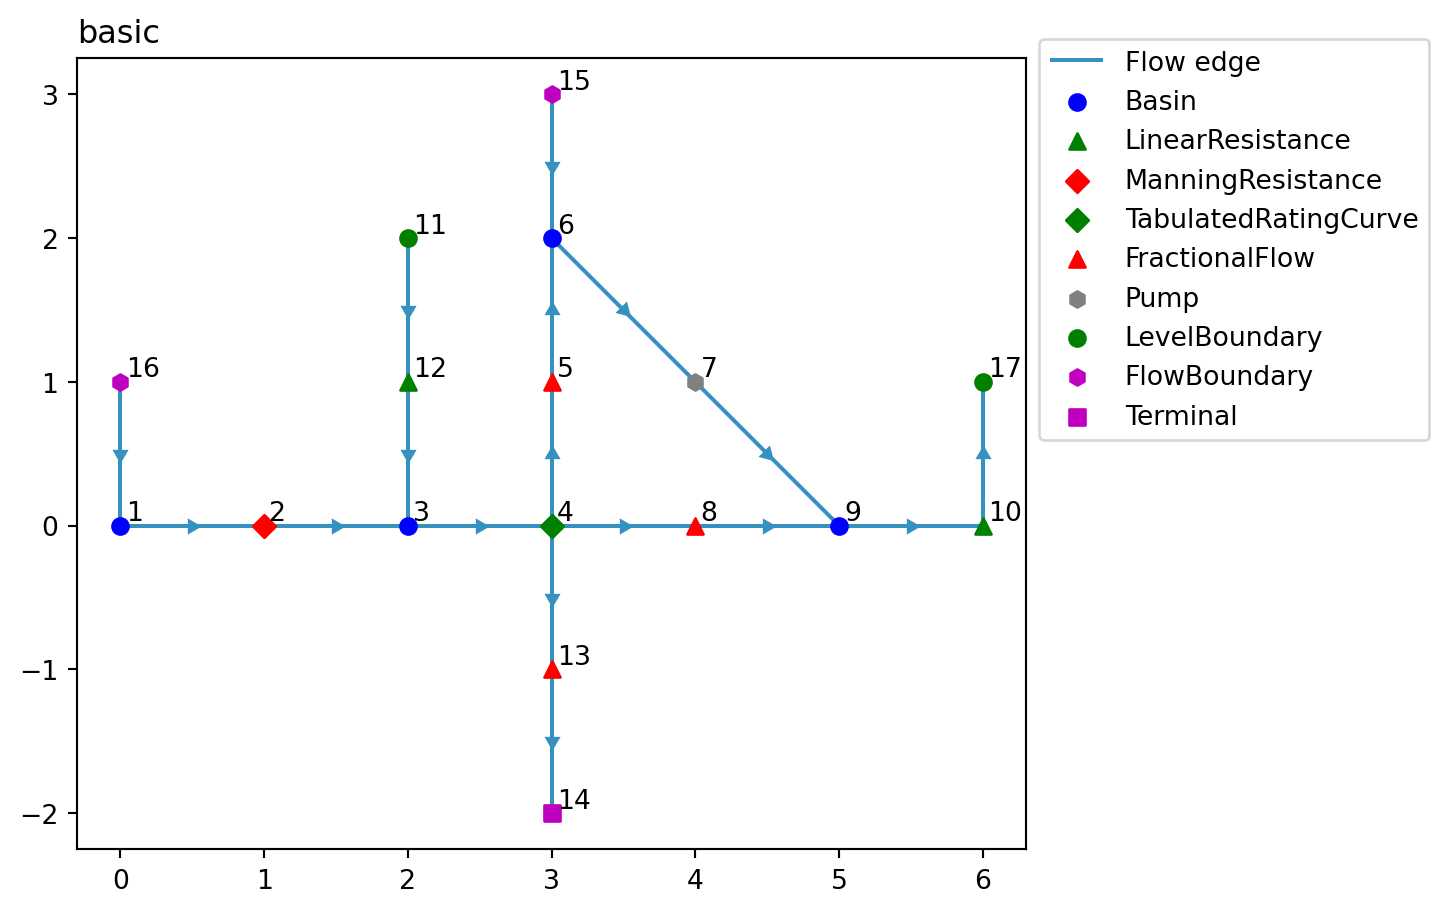 basic
3
2
1
0
−1
−2
0
1
2
3
4
5
6
15
11
6
16
12
5
7
17
1
2
3
4
8
9
10
13
14
Flow edge
Basin
LinearResistance
ManningResistance
TabulatedRatingCurve
FractionalFlow
Pump
LevelBoundary
FlowBoundary
Terminal